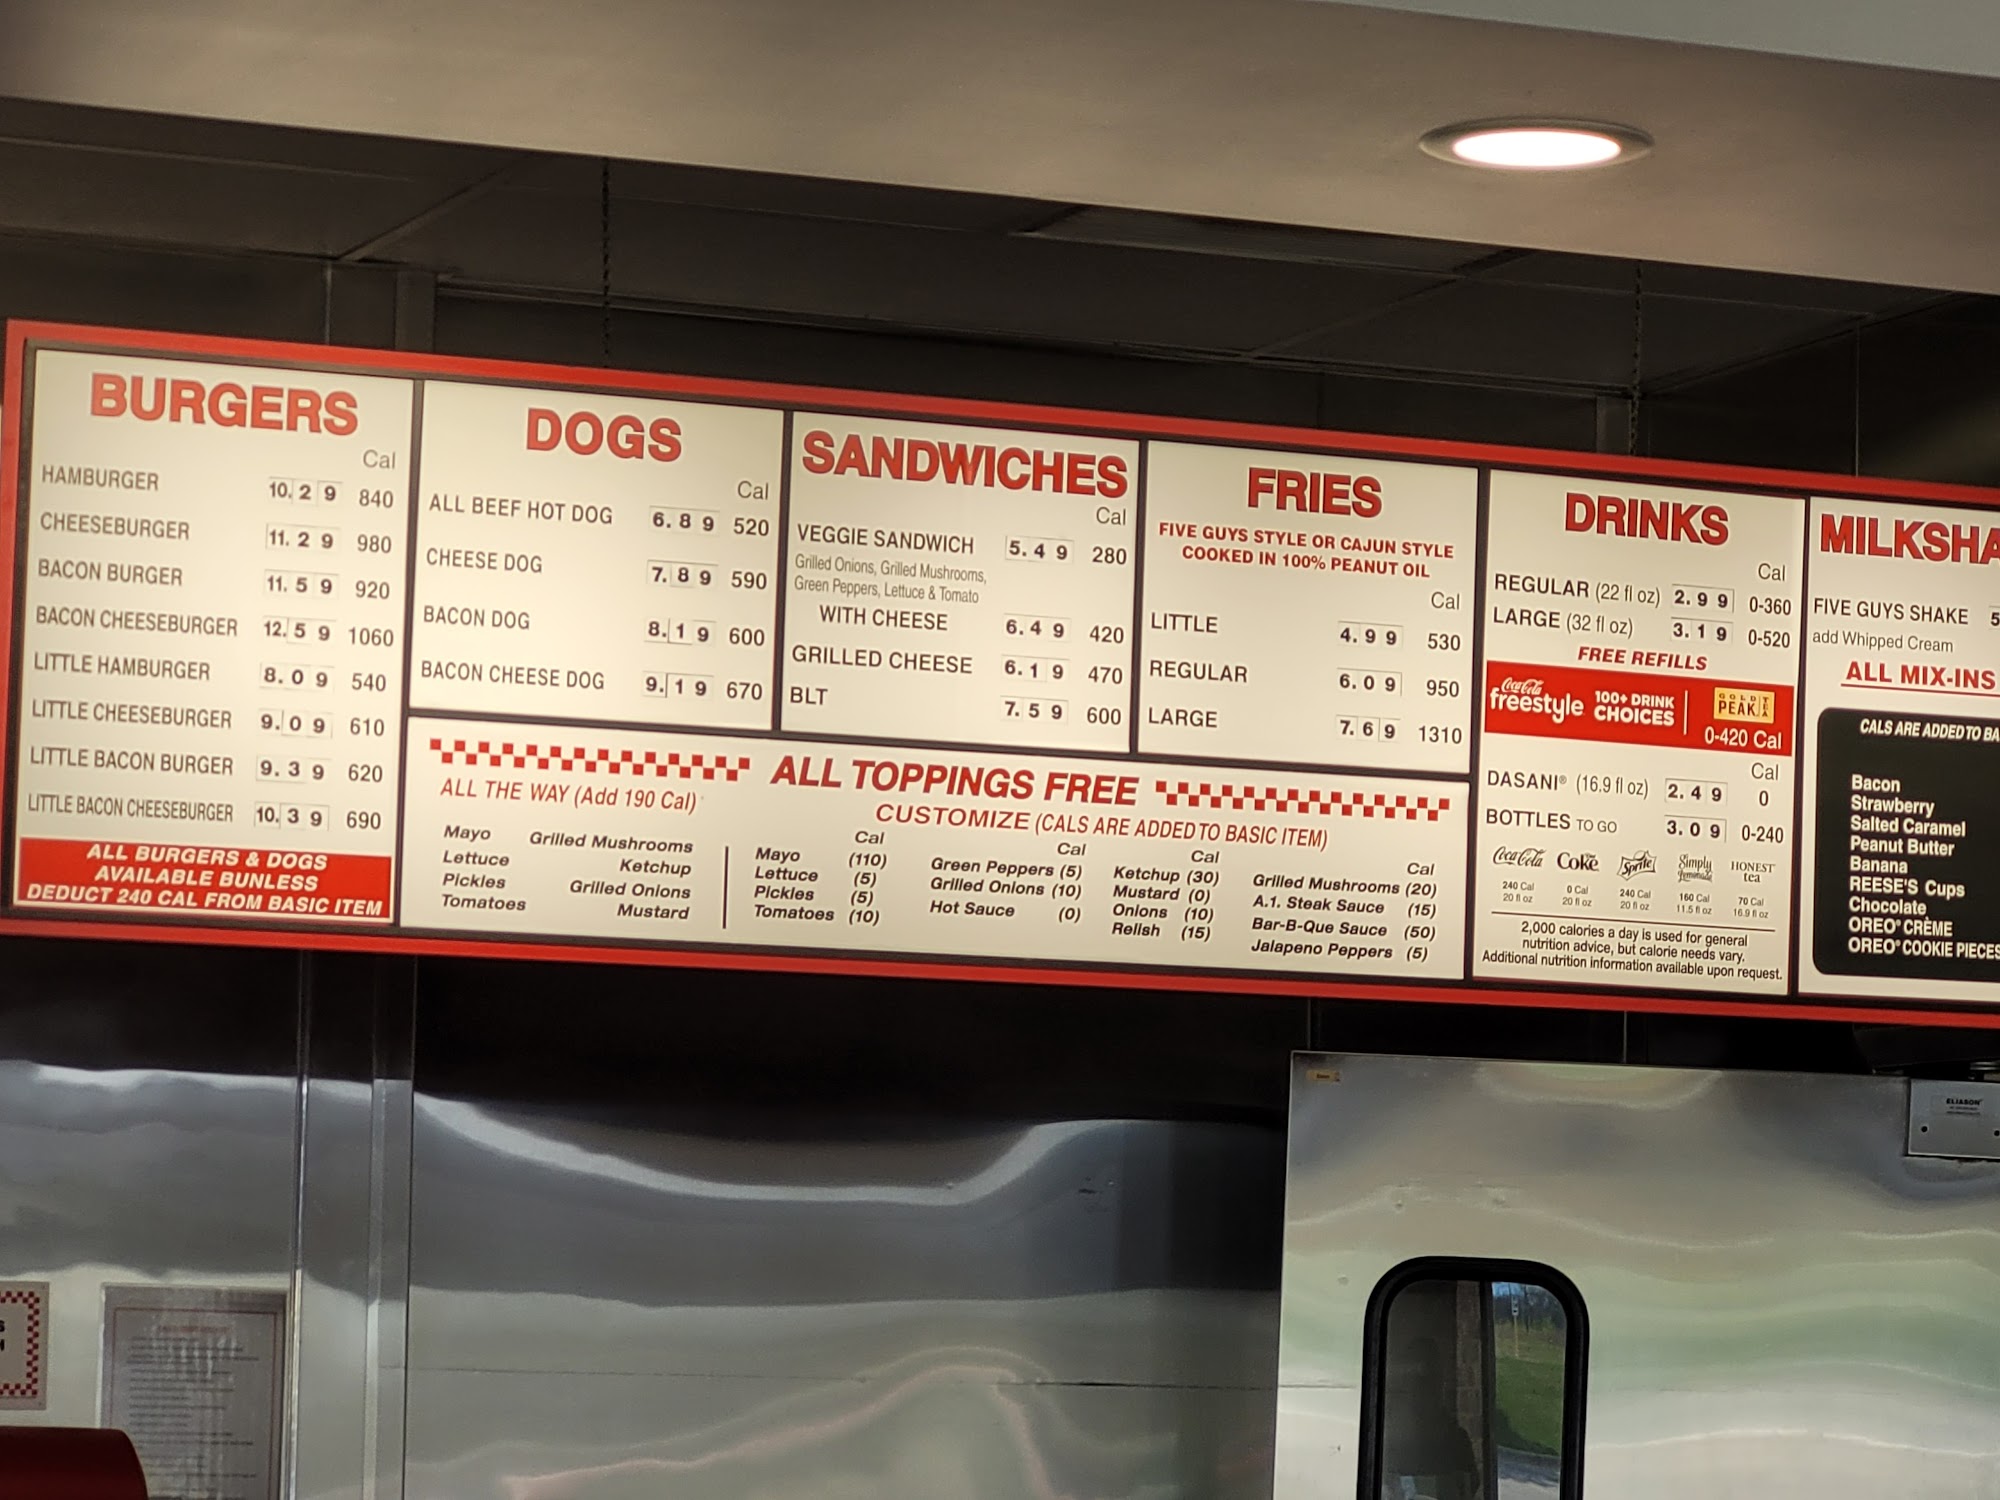 BURGERS
Cal
HAMBURGER 10.29 840
CHEESEBURGER 11.29 980
BACON BURGER 11.59 920
BACON CHEESEBURGER 12.59 1060
LITTLE HAMBURGER 8.09 540
LITTLE CHEESEBURGER 9.09 610
LITTLE BACON BURGER 9.39 620
LITTLE BACON CHEESEBURGER 10.39 690
ALL BURGERS & DOGS
AVAILABLE BUNLESS
DEDUCT 240 CAL FROM BASIC ITEM
DOGS
Cal
ALL BEEF HOT DOG 6.89 520
CHEESE DOG 7.89 590
BACON DOG 8.19 600
BACON CHEESE DOG 9.19 670
SANDWICHES
Cal
VEGGIE SANDWICH 5.49 280
Grilled Onions, Grilled Mushrooms,
Green Peppers, Lettuce & Tomato
WITH CHEESE 6.49 420
GRILLED CHEESE 6.19 470
BLT 7.59 600
FRIES
FIVE GUYS STYLE OR CAJUN STYLE
COOKED IN 100% PEANUT OIL
Cal
LITTLE 4.99 530
REGULAR 6.09 950
LARGE 7.69 1310
ALL TOPPINGS FREE
ALL THE WAY (Add 190 Cal)
Mayo Grilled Mushrooms
Lettuce Ketchup
Pickles Grilled Onions
Tomatoes Mustard
CUSTOMIZE (CALS ARE ADDED TO BASIC ITEM)
Cal
Mayo (110)
Lettuce (5)
Pickles (5)
Tomatoes (10)
Cal
Green Peppers (5)
Grilled Onions (10)
Hot Sauce (0)
Cal
Ketchup (30)
Mustard (0)
Onions (10)
Relish (15)
Cal
Grilled Mushrooms (20)
A.1. Steak Sauce (15)
Bar-B-Que Sauce (50)
Jalapeno Peppers (5)
DRINKS
Cal
REGULAR (22 fl oz) 2.99 0-360
LARGE (32 fl oz) 3.19 0-520
FREE REFILLS
Coca-Cola
freestyle
100+ DRINK
CHOICES
GOLD
PEAK
TEA
0-420 Cal
Cal
DASANI® (16.9 fl oz) 2.49 0
BOTTLES TO GO 3.09 0-240
Coca-Cola Coke Sprite Simply Lemonade HONEST tea
240 Cal 0 Cal 240 Cal 160 Cal 70 Cal
20 fl oz 20 fl oz 20 fl oz 11.5 fl oz 16.9 fl oz
2,000 calories a day is used for general
nutrition advice, but calorie needs vary.
Additional nutrition information available upon request.
MILKSHA
FIVE GUYS SHAKE 5
add Whipped Cream
ALL MIX-INS
CALS ARE ADDED TO BA
Bacon
Strawberry
Salted Caramel
Peanut Butter
Banana
REESE'S Cups
Chocolate
OREO® CRÈME
OREO® COOKIE PIECES
ELIASON